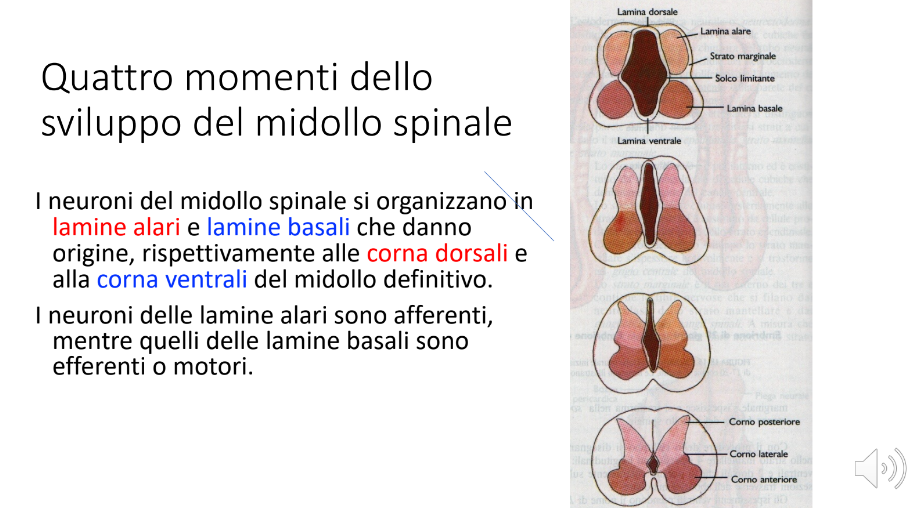 Quattro momenti dello
sviluppo del midollo spinale
I neuroni del midollo spinale si organizzano in
lamine alari e lamine basali che danno
origine, rispettivamente alle corna dorsali e
alla corna ventrali del midollo definitivo.
I neuroni delle lamine alari sono afferenti,
mentre quelli delle lamine basali sono
efferenti o motori.
Lamina dorsale
Lamina alare
Strato marginale
Solco limitante
Lamina basale
Lamina ventrale
Corno posteriore
Corno laterale
Corno anteriore